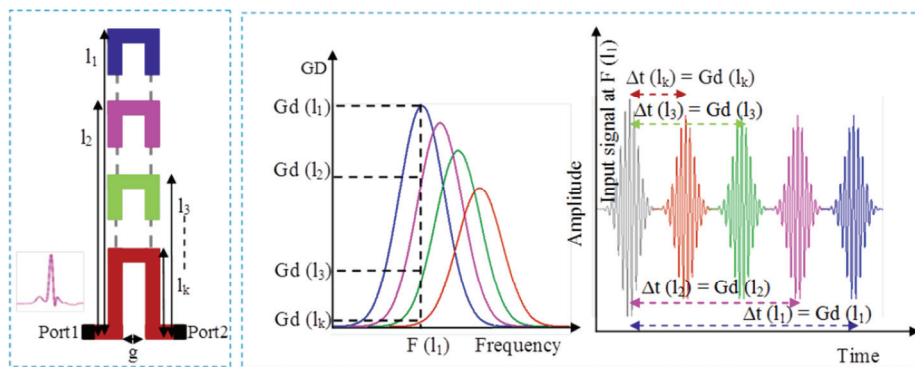 l1
l2
l3
lk
Port1
Port2
g
GD
Gd (l1)
Gd (l2)
Gd (l3)
Gd (lk)
F (l1)
Frequency
Amplitude
Input signal at F (l1)
Δt (lk) = Gd (lk)
Δt (l3) = Gd (l3)
Δt (l2) = Gd (l2)
Δt (l1) = Gd (l1)
Time